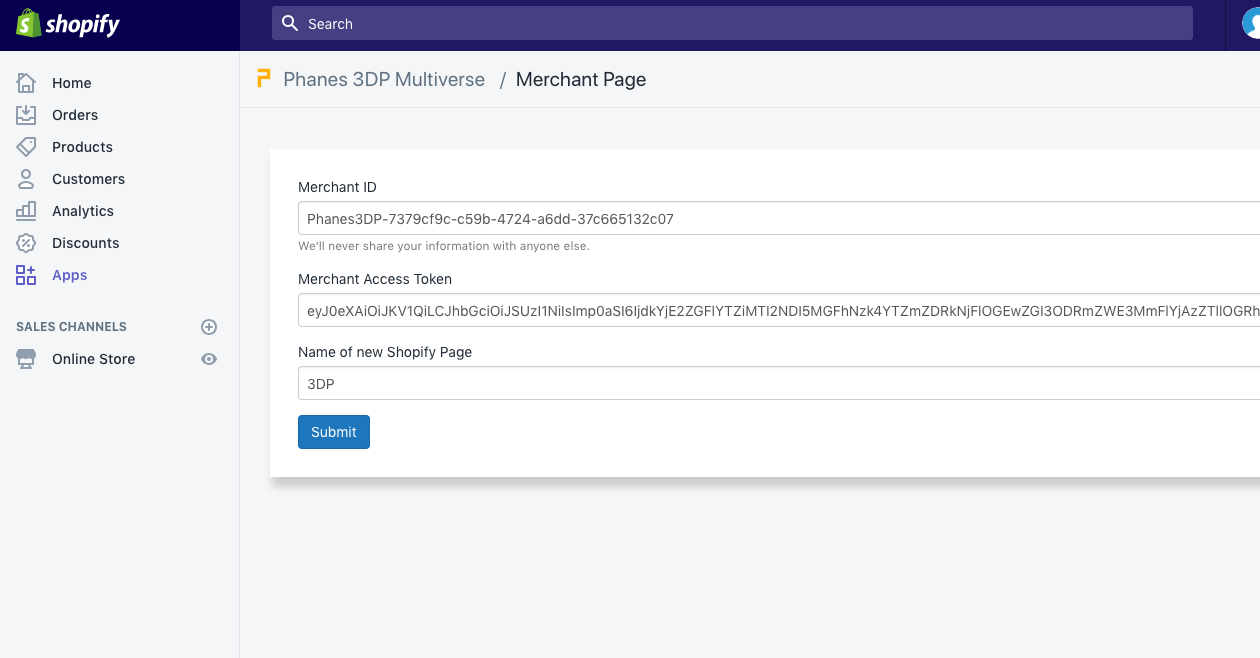 shopify
Search
Phanes 3DP Multiverse / Merchant Page
Home
Orders
Products
Customers
Analytics
Discounts
Apps
SALES CHANNELS
Online Store
Merchant ID
Phanes3DP-7379cf9c-c59b-4724-a6dd-37c665132c07
We'll never share your information with anyone else.
Merchant Access Token
eyJ0eXAiOiJKV1QiLCJhbGciOiJSUzI1NiIsImp0aSI6IjdkYjE2ZGFlYTZiMTI2NDI5MGFhNzk4YTZmZDRkNjFlOGEwZGI3ODRmZWE3MmFlYjAzZTllOGRh
Name of new Shopify Page
3DP
Submit